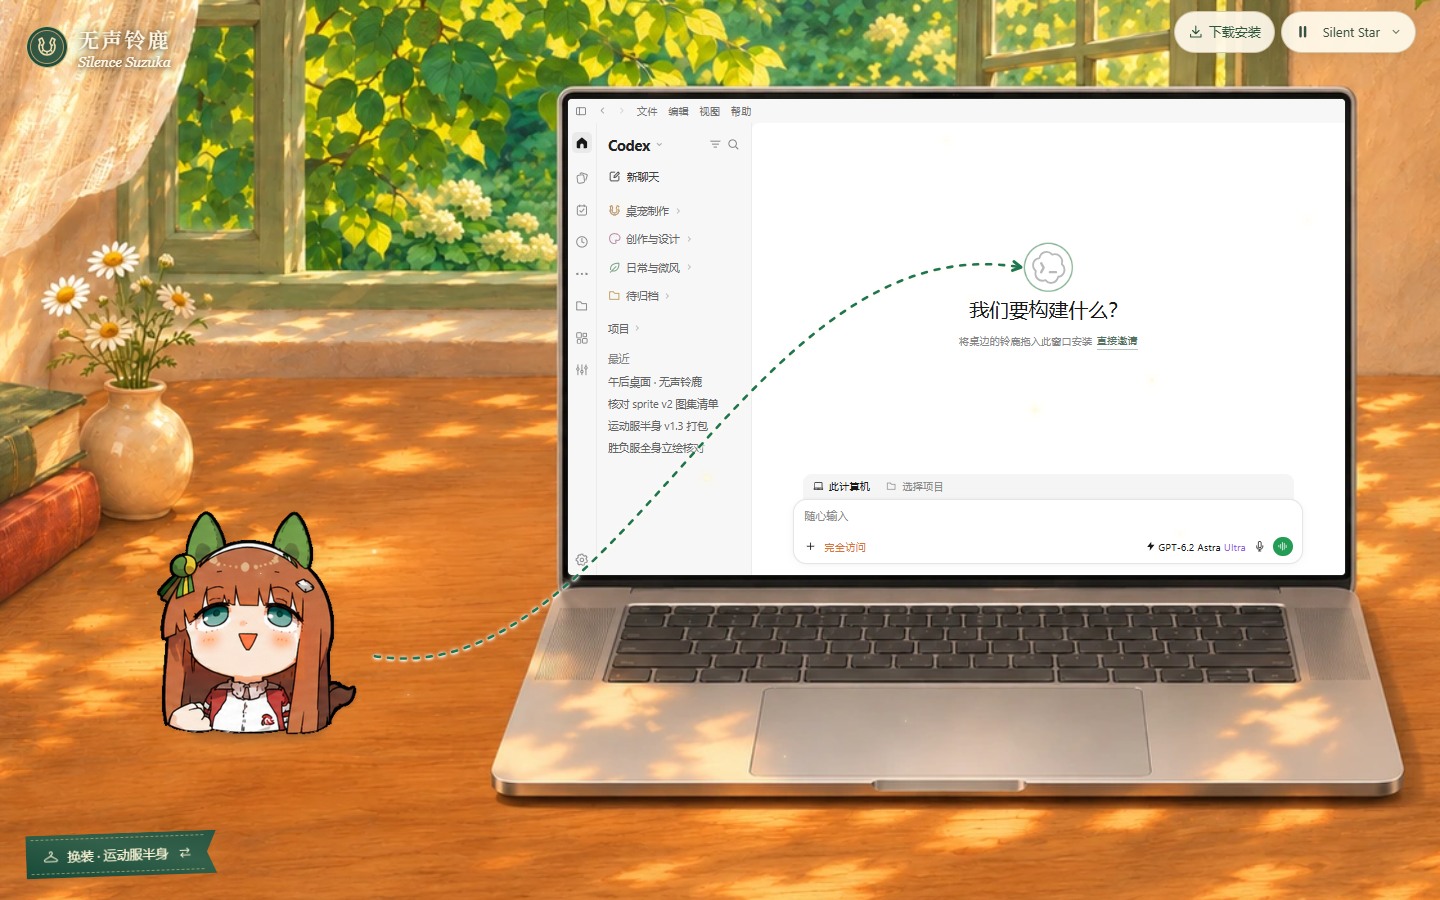 无声铃鹿
Silence Suzuka
下载安装
Silent Star
文件 编辑 视图 帮助
Codex
新聊天
桌宠制作
创作与设计
日常与微风
待归档
项目
最近
午后桌面 · 无声铃鹿
核对 sprite v2 图集清单
运动服半身 v1.3 打包
胜负服全身立绘核对
我们要构建什么？
将桌边的铃鹿拖入此窗口安装 直接邀请
此计算机 选择项目
随心输入
完全访问
GPT-6.2 Astra Ultra
换装 · 运动服半身